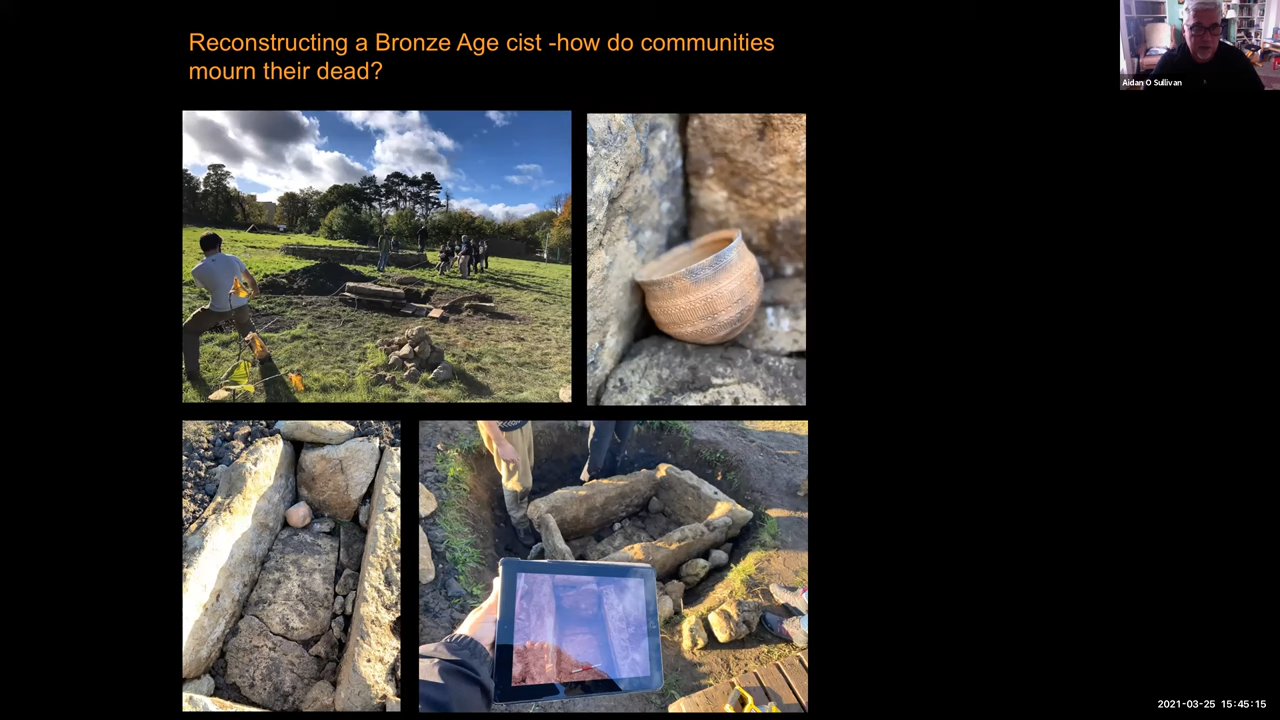 Reconstructing a Bronze Age cist -how do communities
mourn their dead?
Aidan O Sullivan
2021-03-25 15:45:15